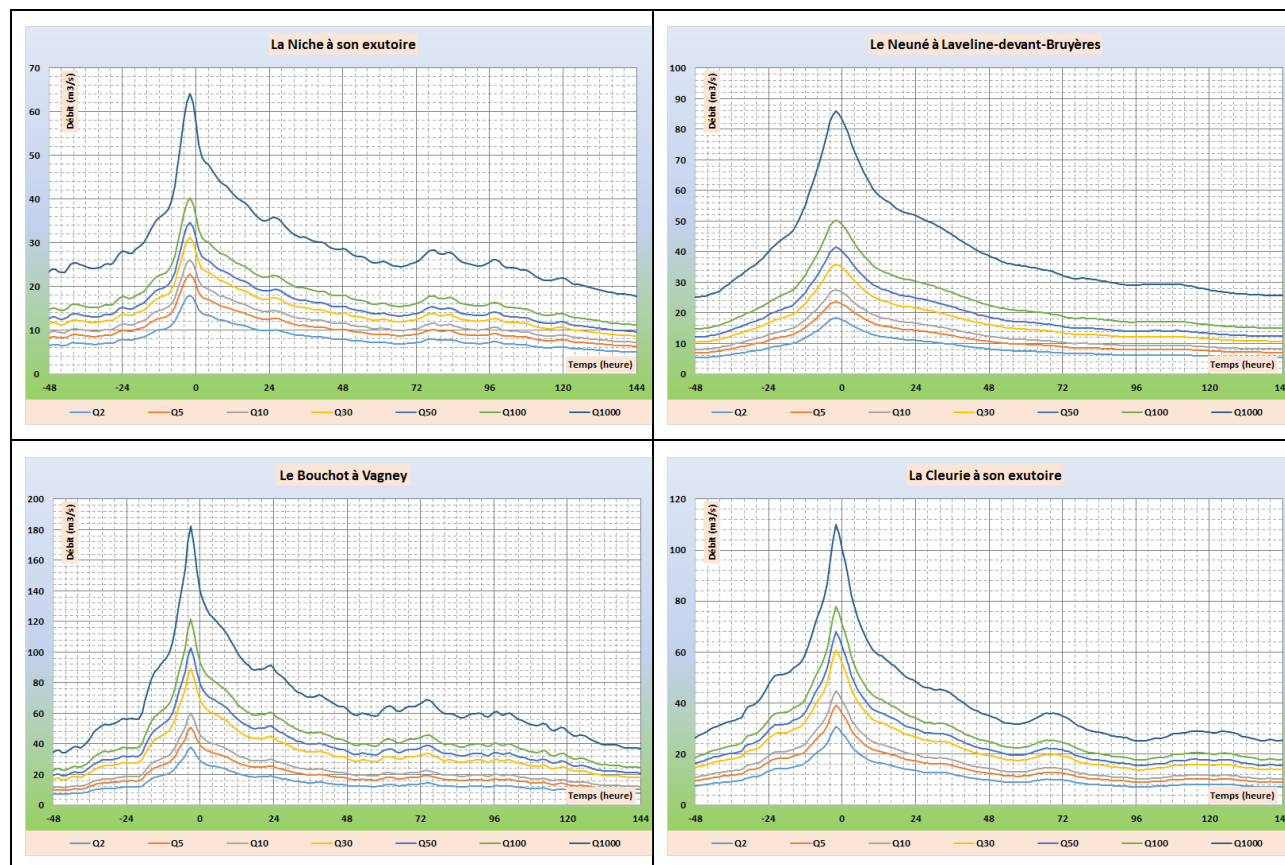 La Niche à son exutoire
Débit (m3/s)
70
60
50
40
30
20
10
0
-48 -24 0 24 48 72 96 120 144
Temps (heure)
Q2 Q5 Q10 Q30 Q50 Q100 Q1000
Le Neuné à Laveline-devant-Bruyères
Débit (m3/s)
100
90
80
70
60
50
40
30
20
10
0
-48 -24 0 24 48 72 96 120 14
Temps (heure)
Q2 Q5 Q10 Q30 Q50 Q100 Q1000
Le Bouchot à Vagney
Débit (m3/s)
200
180
160
140
120
100
80
60
40
20
0
-48 -24 0 24 48 72 96 120 144
Temps (heure)
Q2 Q5 Q10 Q30 Q50 Q100 Q1000
La Cleurie à son exutoire
Débit (m3/s)
120
100
80
60
40
20
0
-48 -24 0 24 48 72 96 120 14
Temps (heure)
Q2 Q5 Q10 Q30 Q50 Q100 Q1000